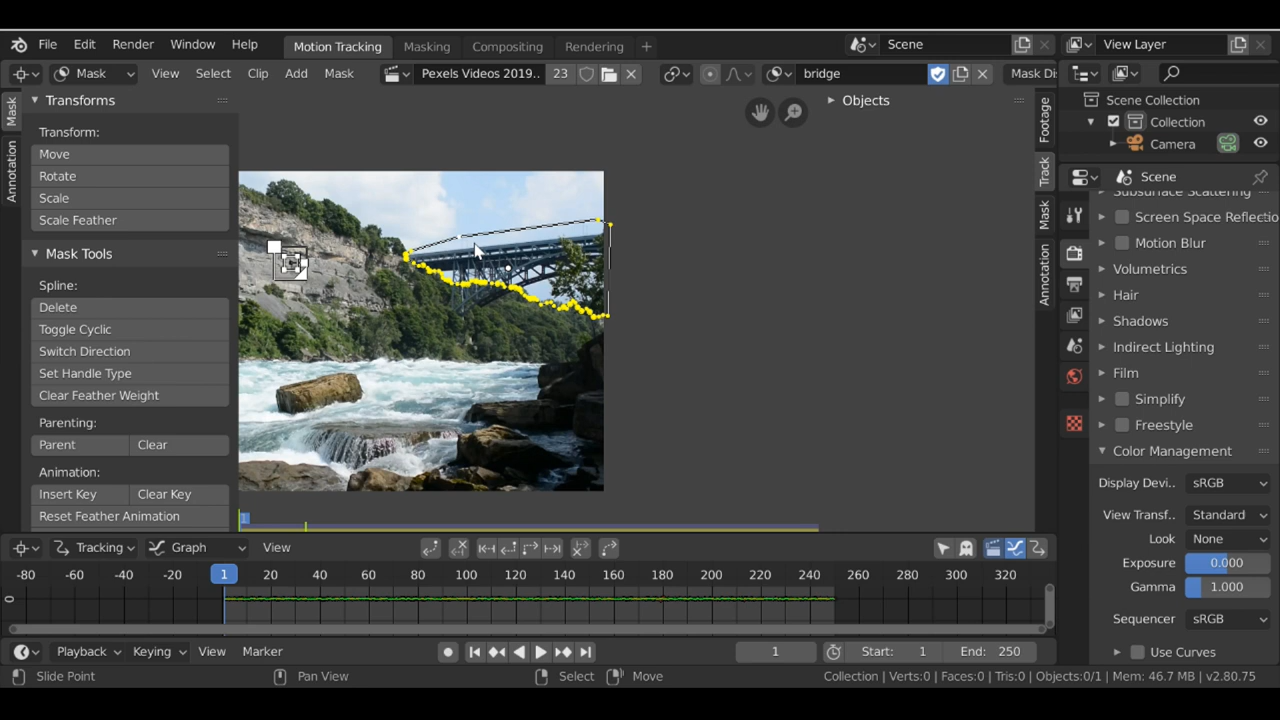 File Edit Render Window Help Motion Tracking Masking Compositing Rendering + Scene View Layer
Mask View Select Clip Add Mask Pexels Videos 2019.. 23 bridge Mask Di
Transforms
Transform:
Move
Rotate
Scale
Scale Feather
Mask Tools
Spline:
Delete
Toggle Cyclic
Switch Direction
Set Handle Type
Clear Feather Weight
Parenting:
Parent Clear
Animation:
Insert Key Clear Key
Reset Feather Animation
Mask
Annotation
Objects
Footage
Track
Mask
Annotation
1
Scene Collection
Collection
Camera
Scene
Subsurface Scattering
Screen Space Reflectio
Motion Blur
Volumetrics
Hair
Shadows
Indirect Lighting
Film
Simplify
Freestyle
Color Management
Display Devi.. sRGB
View Transf.. Standard
Look None
Exposure 0.000
Gamma 1.000
Sequencer sRGB
Use Curves
Tracking Graph View
-80 -60 -40 -20 1 20 40 60 80 100 120 140 160 180 200 220 240 260 280 300 320
0
Playback Keying View Marker 1 Start: 1 End: 250
Slide Point Pan View Select Move Collection | Verts:0 | Faces:0 | Tris:0 | Objects:0/1 | Mem: 46.7 MB | v2.80.75